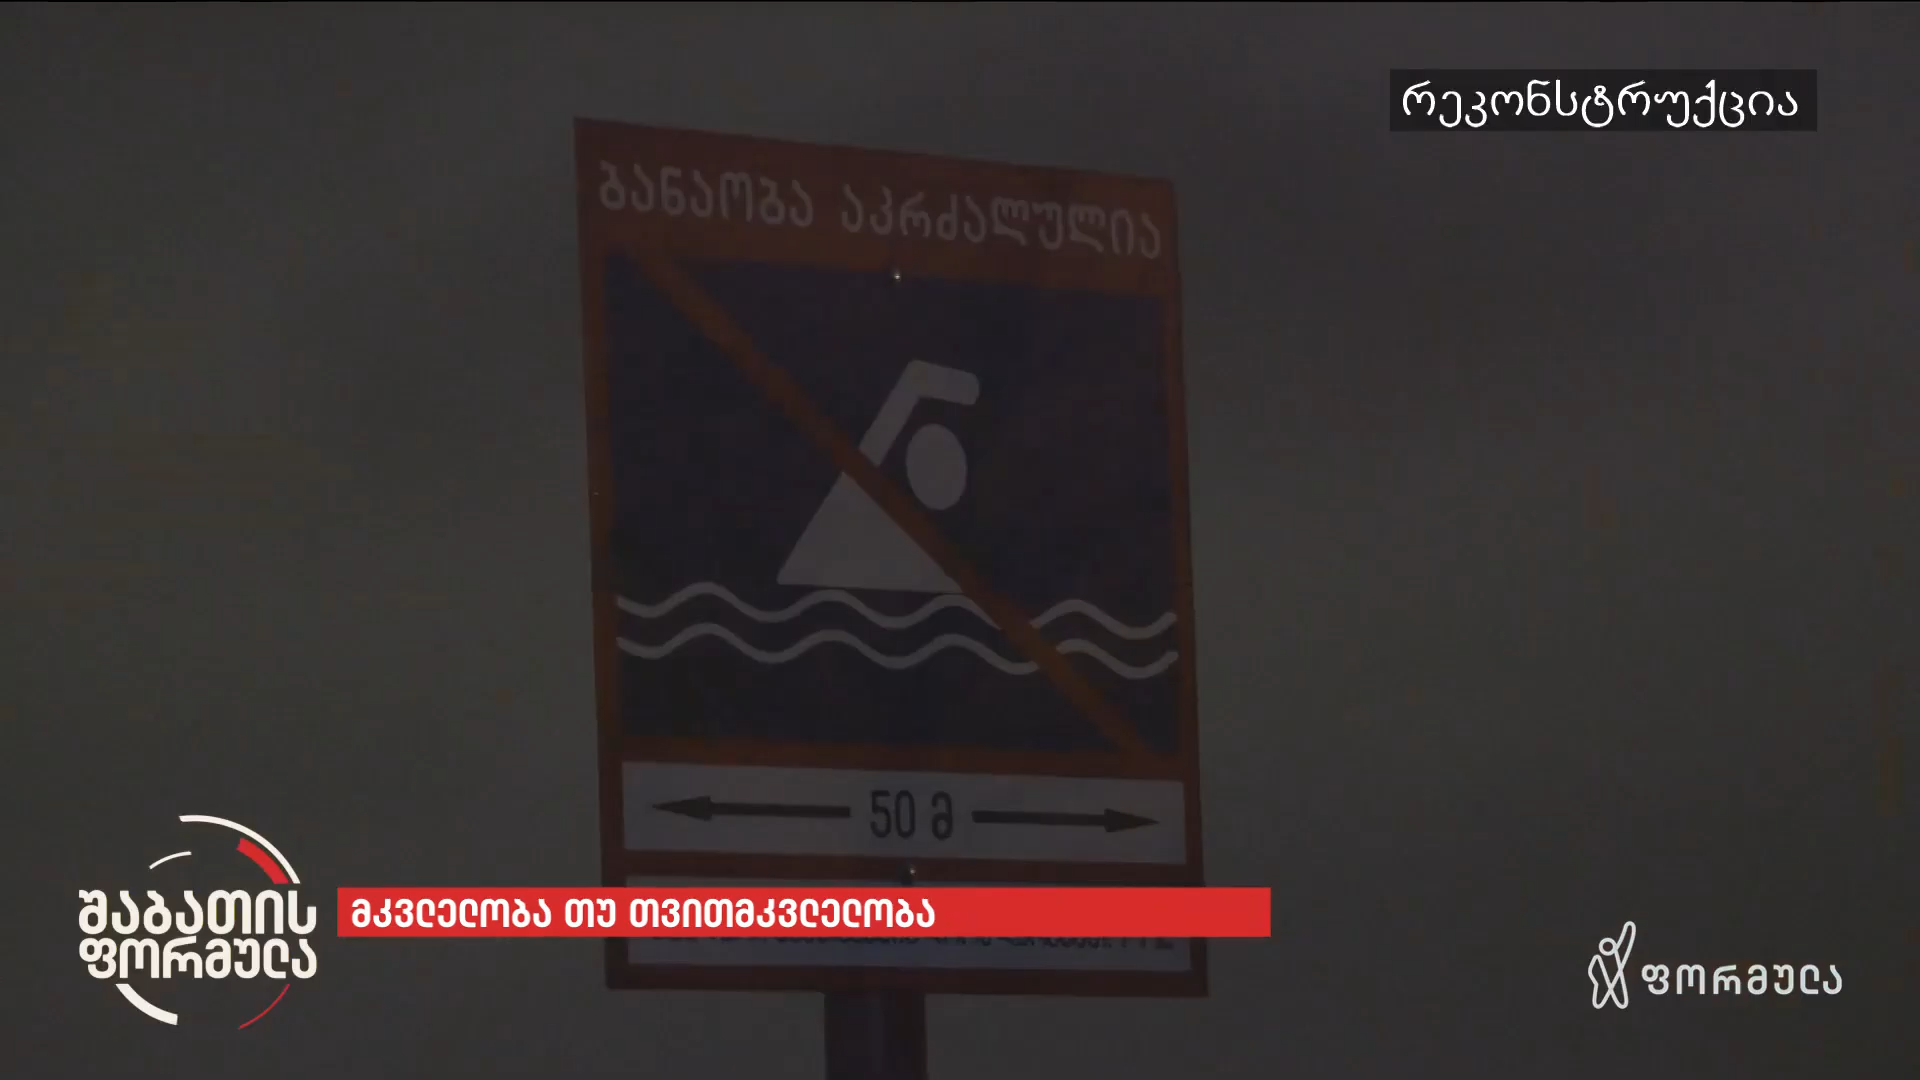 რეკონსტრუქცია
ბანაობა აკრძალულია
50 მ
შაბათის
ფორმულა
მკვლელობა თუ თვითმკვლელობა
ფორმულა